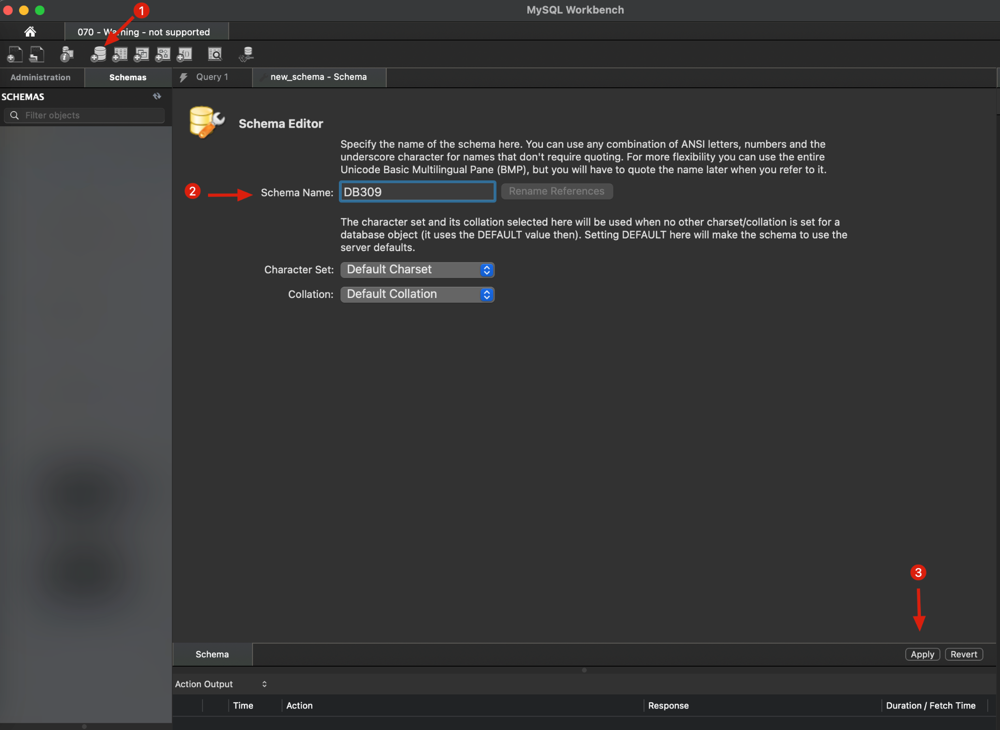 MySQL Workbench
1
070 - Warning - not supported
Administration
Schemas
Query 1
new_schema - Schema
SCHEMAS
Filter objects
Schema Editor
Specify the name of the schema here. You can use any combination of ANSI letters, numbers and the
underscore character for names that don't require quoting. For more flexibility you can use the entire
Unicode Basic Multilingual Pane (BMP), but you will have to quote the name later when you refer to it.
2
Schema Name: DB309
Rename References
The character set and its collation selected here will be used when no other charset/collation is set for a
database object (it uses the DEFAULT value then). Setting DEFAULT here will make the schema to use the
server defaults.
Character Set: Default Charset
Collation: Default Collation
3
Schema
Apply
Revert
Action Output
Time
Action
Response
Duration / Fetch Time